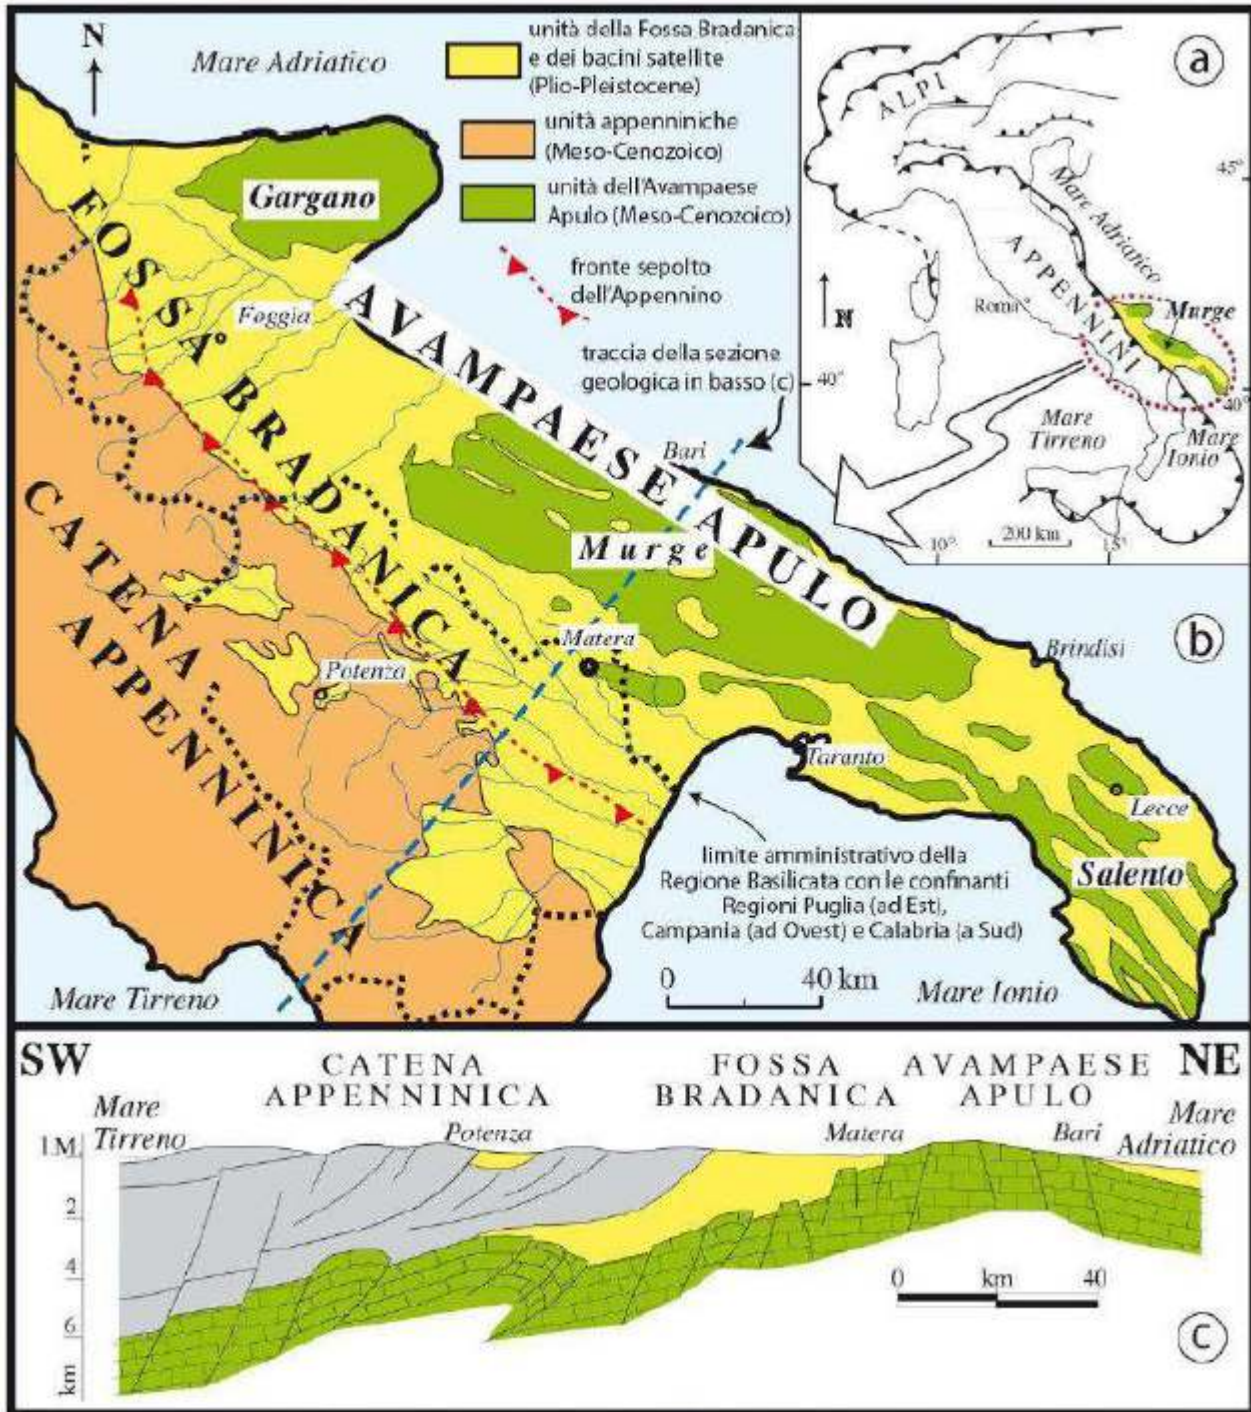 N
Mare Adriatico
unità della Fossa Bradanica
e dei bacini satellite
(Plio-Pleistocene)
unità appenniniche
(Meso-Cenozoico)
unità dell'Avampaese
Apulo (Meso-Cenozoico)
fronte sepolto
dell'Appennino
traccia della sezione
geologica in basso (c)
Gargano
FOSSA BRADANICA
Foggia
AVAMPAESE APULO
Bari
Murge
CATENA
APPENNINICA
Matera
Potenza
Brindisi
Taranto
Lecce
Salento
limite amministrativo della
Regione Basilicata con le confinanti
Regioni Puglia (ad Est),
Campania (ad Ovest) e Calabria (a Sud)
0 40 km
Mare Tirreno
Mare Ionio
b
a
ALPI
45°
Mare Adriatico
APPENNINI
Roma
N
Murge
40°
40°
Mare
Tirreno
Mare
Ionio
200 km
10°
15°
SW
CATENA
APPENNINICA
FOSSA
BRADANICA
AVAMPAESE
APULO
NE
Mare
Tirreno
Potenza
Matera
Bari
Mare
Adriatico
1M
2
4
6
km
0 km 40
c